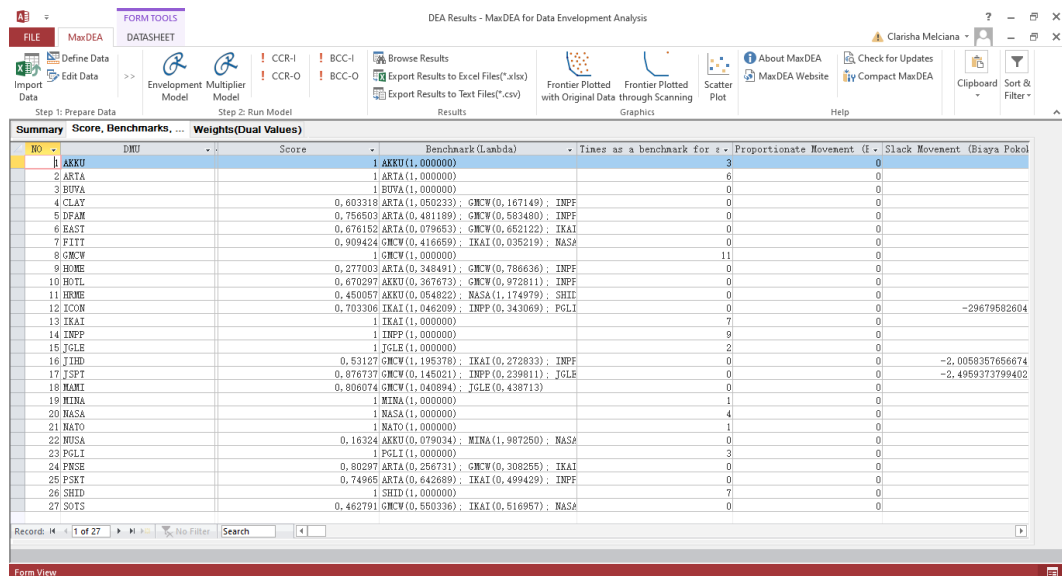 FORM TOOLS
DEA Results - MaxDEA for Data Envelopment Analysis
FILE MaxDEA DATASHEET
Clarisha Melciana
Import Data
Define Data
Edit Data
>>
Step 1: Prepare Data
Envelopment Model
Multiplier Model
! CCR-I
! CCR-O
! BCC-I
! BCC-O
Step 2: Run Model
Browse Results
Export Results to Excel Files(*.xlsx)
Export Results to Text Files(*.csv)
Results
Frontier Plotted with Original Data
Frontier Plotted through Scanning
Scatter Plot
Graphics
About MaxDEA
MaxDEA Website
Check for Updates
Compact MaxDEA
Help
Clipboard
Sort & Filter
Summary Score, Benchmarks, ... Weights(Dual Values)
NO DMU Score Benchmark(Lambda) Times as a benchmark for a Proportionate Movement (B Slack Movement (Biaya Pokok
1 AKKU 1 AKKU(1,000000) 3 0
2 ARTA 1 ARTA(1,000000) 6 0
3 BUVA 1 BUVA(1,000000) 0 0
4 CLAY 0,603318 ARTA(1,050233); GMCW(0,167149); INPP 0 0
5 DFAM 0,756503 ARTA(0,481189); GMCW(0,583480); INPP 0 0
6 EAST 0,676152 ARTA(0,079653); GMCW(0,652122); IKAI 0 0
7 FITT 0,909424 GMCW(0,416659); IKAI(0,035219); NASA 0 0
8 GMCW 1 GMCW(1,000000) 11 0
9 HOME 0,277003 ARTA(0,348491); GMCW(0,786636); INPP 0 0
10 HOTL 0,670297 AKKU(0,367673); GMCW(0,972811); INPP 0 0
11 HRME 0,450057 AKKU(0,054822); NASA(1,174979); SHID 0 0
12 ICON 0,703306 IKAI(1,046209); INPP(0,343069); PGLI 0 0 -29679582604
13 IKAI 1 IKAI(1,000000) 7 0
14 INPP 1 INPP(1,000000) 9 0
15 JGLE 1 JGLE(1,000000) 2 0
16 JIHD 0,53127 GMCW(1,195378); IKAI(0,272833); INPP 0 0 -2,0058357656674
17 JSPT 0,876737 GMCW(0,145021); INPP(0,239811); JGLE 0 0 -2,4959373799402
18 MAMI 0,806074 GMCW(1,040894); JGLE(0,438713) 0 0
19 MINA 1 MINA(1,000000) 1 0
20 NASA 1 NASA(1,000000) 4 0
21 NATO 1 NATO(1,000000) 1 0
22 NUSA 0,16324 AKKU(0,079034); MINA(1,987250); NASA 0 0
23 PGLI 1 PGLI(1,000000) 3 0
24 PNSE 0,80297 ARTA(0,256731); GMCW(0,308255); IKAI 0 0
25 PSKT 0,74965 ARTA(0,642689); IKAI(0,499429); INPP 0 0
26 SHID 1 SHID(1,000000) 7 0
27 SOTS 0,462791 GMCW(0,550336); IKAI(0,516957); NASA 0 0
Record: 1 of 27 No Filter Search
Form View